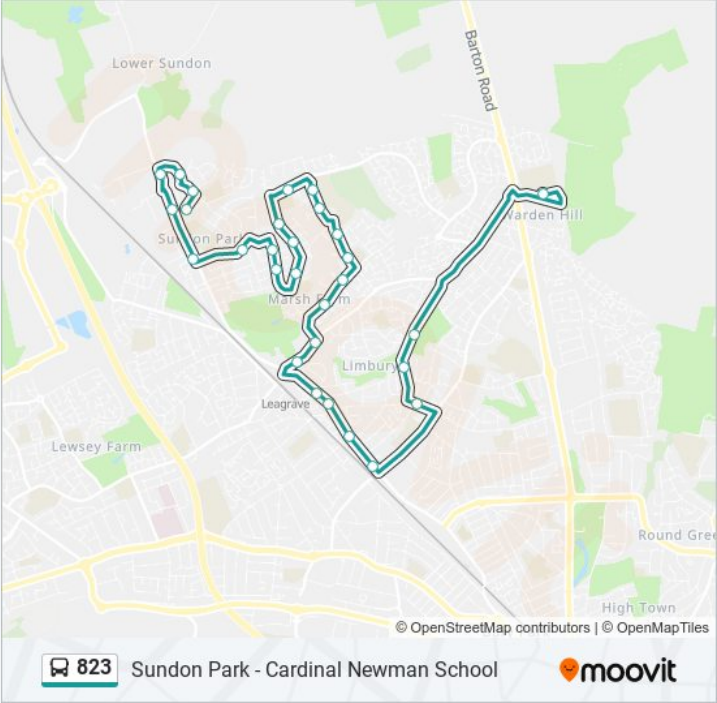 Lower Sundon
Barton Road
Warden Hill
Sundon Park
Marsh Farm
Limbury
Leagrave
Lewsey Farm
Round Gree
High Town
© OpenStreetMap contributors | © OpenMapTiles
823 Sundon Park - Cardinal Newman School
moovit